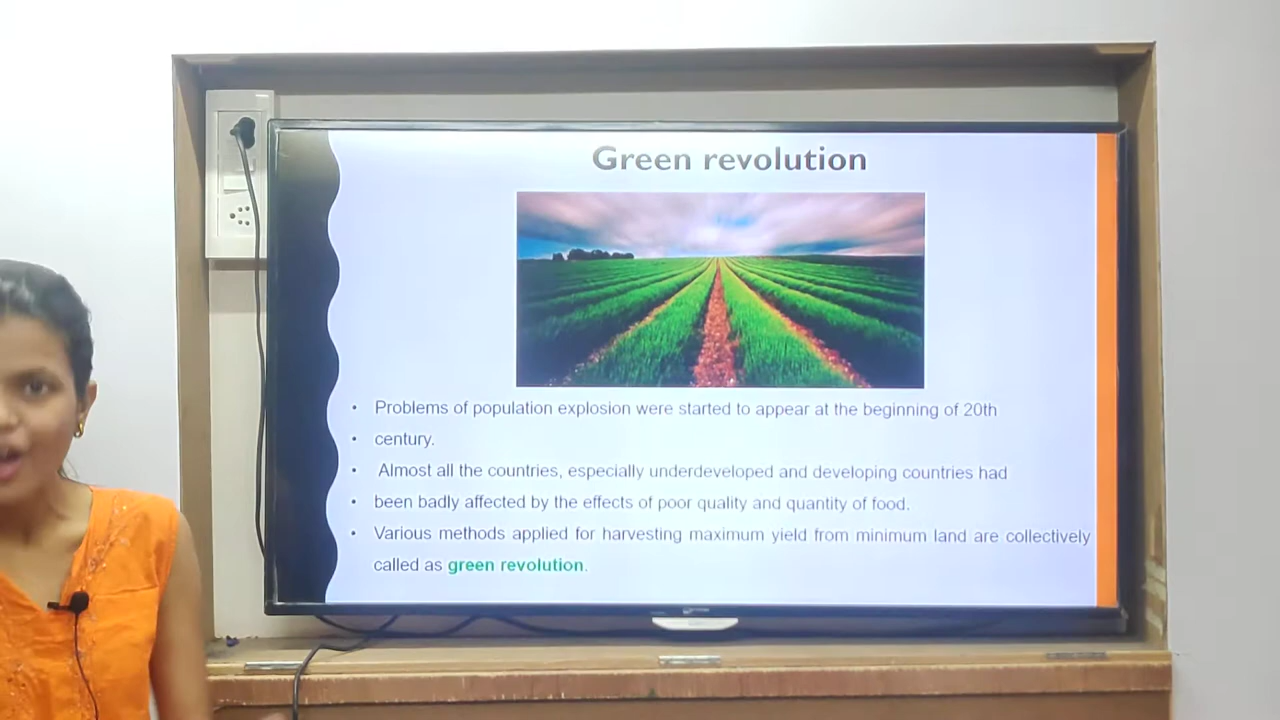 Green revolution
• Problems of population explosion were started to appear at the beginning of 20th
• century.
• Almost all the countries, especially underdeveloped and developing countries had
• been badly affected by the effects of poor quality and quantity of food.
• Various methods applied for harvesting maximum yield from minimum land are collectively
called as green revolution.